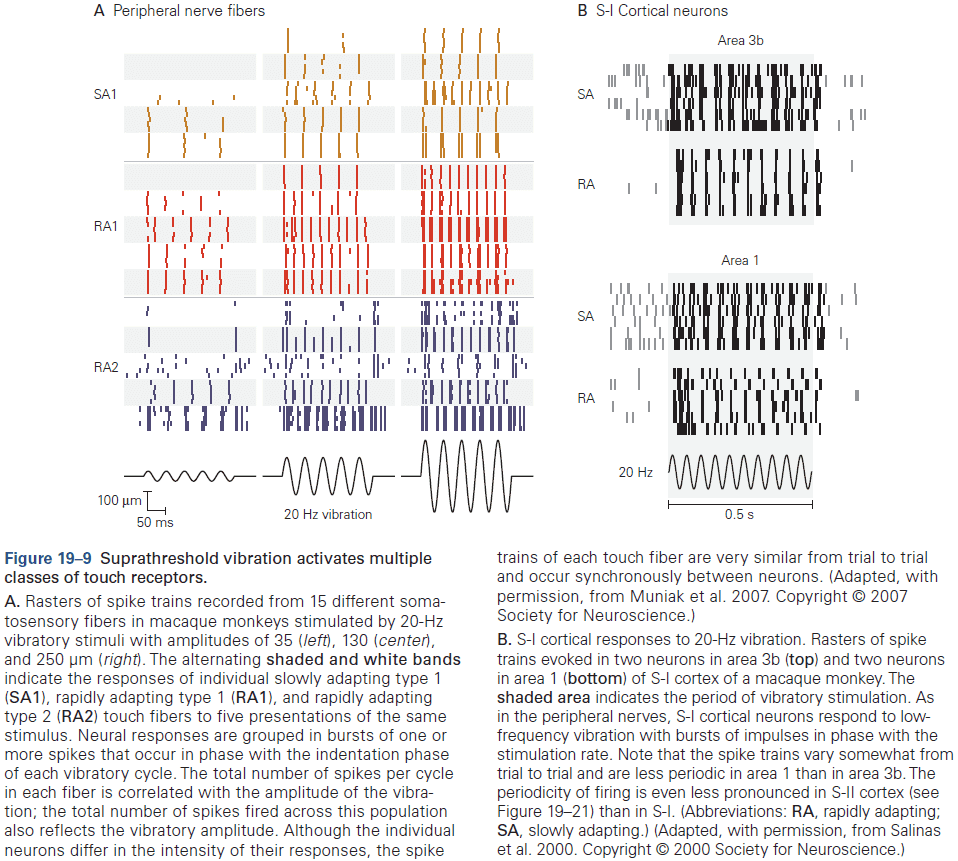 A Peripheral nerve fibers
SA1
RA1
RA2
100 μm
50 ms
20 Hz vibration
B S-I Cortical neurons
Area 3b
SA
RA
Area 1
SA
RA
20 Hz
0.5 s
Figure 19–9 Suprathreshold vibration activates multiple
classes of touch receptors.
A. Rasters of spike trains recorded from 15 different soma-
tosensory fibers in macaque monkeys stimulated by 20-Hz
vibratory stimuli with amplitudes of 35 (left), 130 (center),
and 250 μm (right). The alternating shaded and white bands
indicate the responses of individual slowly adapting type 1
(SA1), rapidly adapting type 1 (RA1), and rapidly adapting
type 2 (RA2) touch fibers to five presentations of the same
stimulus. Neural responses are grouped in bursts of one or
more spikes that occur in phase with the indentation phase
of each vibratory cycle. The total number of spikes per cycle
in each fiber is correlated with the amplitude of the vibra-
tion; the total number of spikes fired across this population
also reflects the vibratory amplitude. Although the individual
neurons differ in the intensity of their responses, the spike
trains of each touch fiber are very similar from trial to trial
and occur synchronously between neurons. (Adapted, with
permission, from Muniak et al. 2007. Copyright © 2007
Society for Neuroscience.)
B. S-I cortical responses to 20-Hz vibration. Rasters of spike
trains evoked in two neurons in area 3b (top) and two neurons
in area 1 (bottom) of S-I cortex of a macaque monkey. The
shaded area indicates the period of vibratory stimulation. As
in the peripheral nerves, S-I cortical neurons respond to low-
frequency vibration with bursts of impulses in phase with the
stimulation rate. Note that the spike trains vary somewhat from
trial to trial and are less periodic in area 1 than in area 3b. The
periodicity of firing is even less pronounced in S-II cortex (see
Figure 19–21) than in S-I. (Abbreviations: RA, rapidly adapting;
SA, slowly adapting.) (Adapted, with permission, from Salinas
et al. 2000. Copyright © 2000 Society for Neuroscience.)